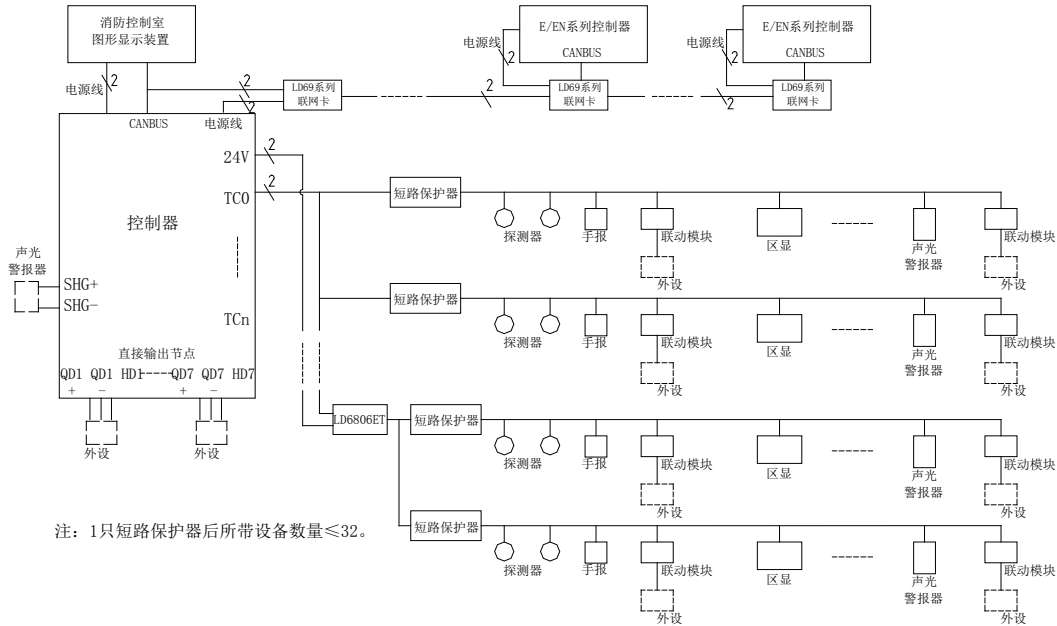 消防控制室
图形显示装置
E/EN系列控制器
CANBUS
E/EN系列控制器
CANBUS
电源线
2
电源线
2
电源线
2
2
2
LD69系列
联网卡
2
LD69系列
联网卡
2
LD69系列
联网卡
CANBUS
电源线
24V
2
TC0
2
控制器
TCn
声光
警报器
SHG+
SHG-
直接输出节点
QD1 QD1 HD1 QD7 QD7 HD7
+ - + -
外设
外设
短路保护器
探测器
手报
联动模块
外设
区显
声光
警报器
联动模块
外设
短路保护器
探测器
手报
联动模块
外设
区显
声光
警报器
联动模块
外设
LD6806ET
短路保护器
探测器
手报
联动模块
外设
区显
声光
警报器
联动模块
外设
短路保护器
探测器
手报
联动模块
外设
区显
声光
警报器
联动模块
外设
注：1只短路保护器后所带设备数量≤32。